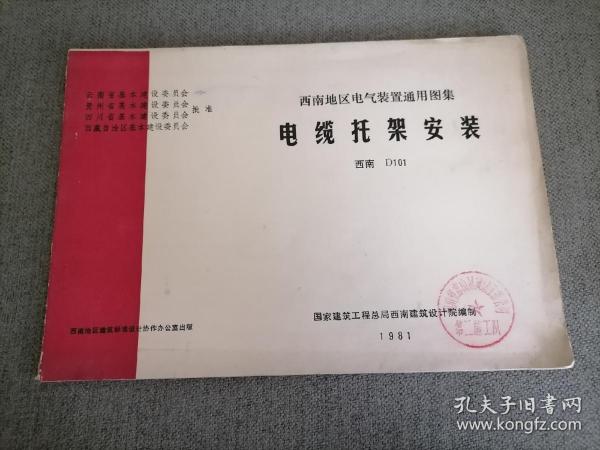 云南省基本建设委员会
贵州省基本建设委员会
四川省基本建设委员会
西藏自治区基本建设委员会
批准
西南地区电气装置通用图集
电缆托架安装
西南 D101
国家建筑工程总局西南建筑设计院编制
1981
西南地区建筑标准设计协作办公室出版
孔夫子旧书网
www.kongfz.com